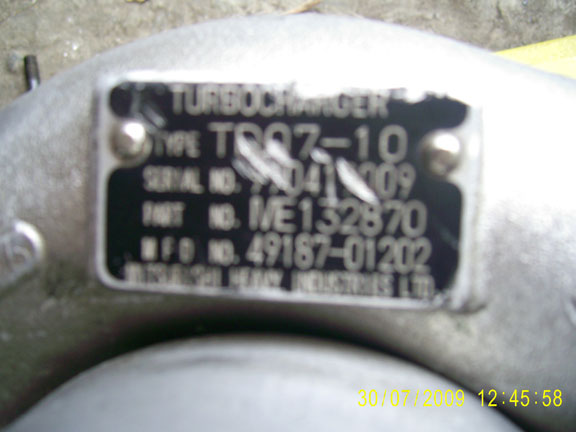 TURBOCHARGER
TYPE TD07-10
SERIAL NO.
PART NO. ME132870
MFD NO. 49187-01202
MITSUBISHI HEAVY INDUSTRIES LTD.
30/07/2009 12:45:58